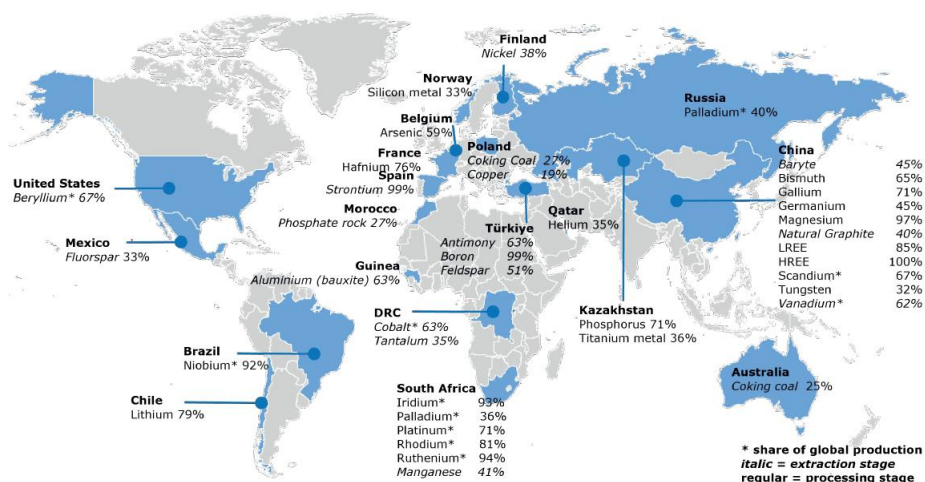 Finland
Nickel 38%
Norway
Silicon metal 33%
Belgium
Arsenic 59%
France
Hafnium 76%
Spain
Strontium 99%
Poland
Coking Coal 27%
Copper 19%
Russia
Palladium* 40%
United States
Beryllium* 67%
Mexico
Fluorspar 33%
Morocco
Phosphate rock 27%
Türkiye
Antimony 63%
Boron 99%
Feldspar 51%
Qatar
Helium 35%
China
Baryte 45%
Bismuth 65%
Gallium 71%
Germanium 45%
Magnesium 97%
Natural Graphite 40%
LREE 85%
HREE 100%
Scandium* 67%
Tungsten 32%
Vanadium* 62%
Guinea
Aluminium (bauxite) 63%
DRC
Cobalt* 63%
Tantalum 35%
Kazakhstan
Phosphorus 71%
Titanium metal 36%
Brazil
Niobium* 92%
Chile
Lithium 79%
South Africa
Iridium* 93%
Palladium* 36%
Platinum* 71%
Rhodium* 81%
Ruthenium* 94%
Manganese 41%
Australia
Coking coal 25%
* share of global production
italic = extraction stage
regular = processing stage